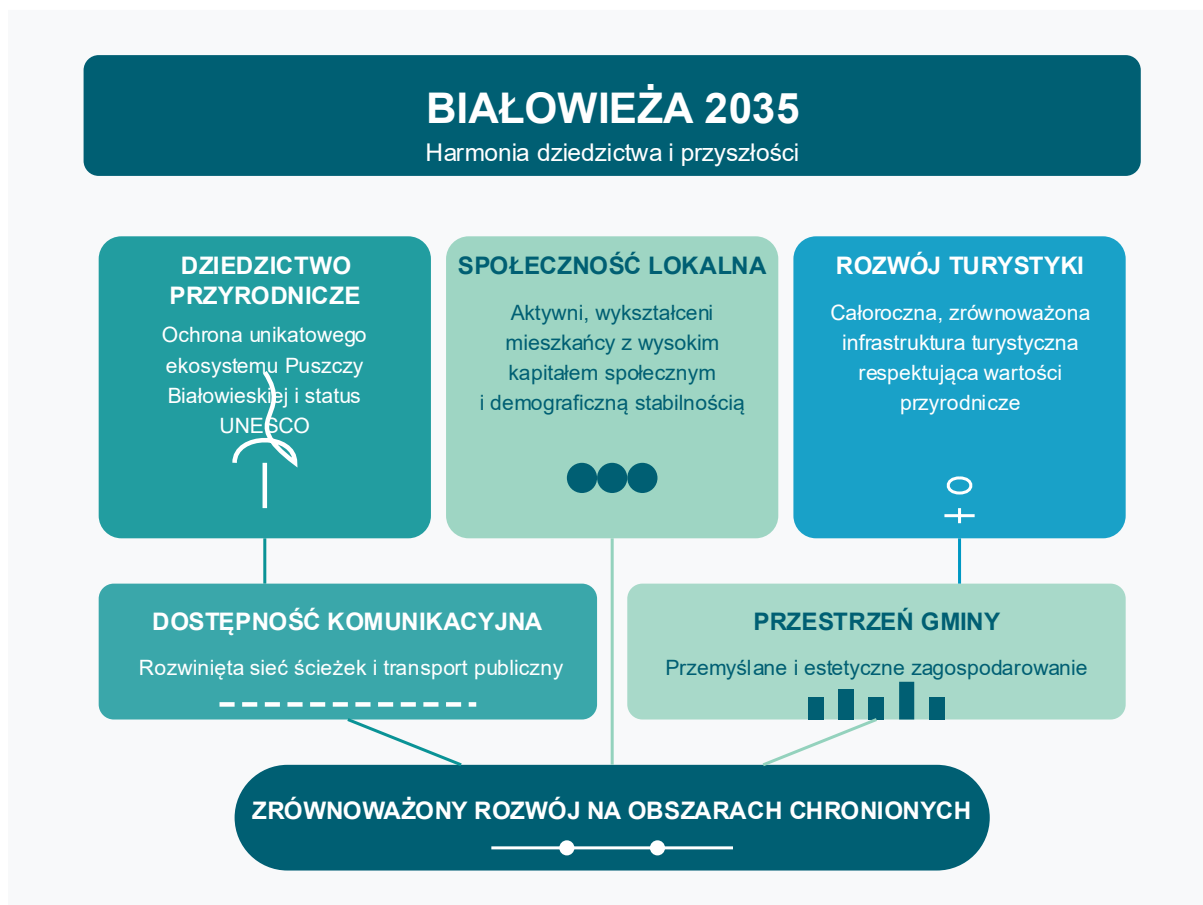 BIAŁOWIEŻA 2035
Harmonia dziedzictwa i przyszłości
DZIEDZICTWO
PRZYRODNICZE
Ochrona unikatowego
ekosystemu Puszczy
Białowieskiej i status
UNESCO
SPOŁECZNOŚĆ LOKALNA
Aktywni, wykształceni
mieszkańcy z wysokim
kapitałem społecznym
i demograficzną stabilnością
ROZWÓJ TURYSTYKI
Całoroczna, zrównoważona
infrastruktura turystyczna
respektująca wartości
przyrodnicze
DOSTĘPNOŚĆ KOMUNIKACYJNA
Rozwinięta sieć ścieżek i transport publiczny
PRZESTRZEŃ GMINY
Przemyślane i estetyczne zagospodarowanie
ZRÓWNOWAŻONY ROZWÓJ NA OBSZARACH CHRONIONYCH